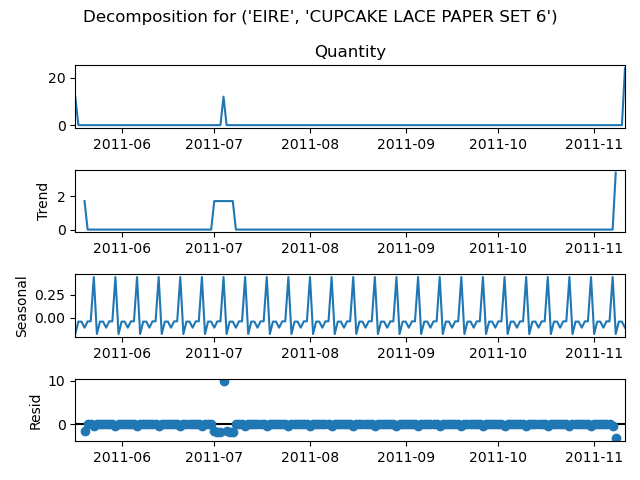 Decomposition for ('EIRE', 'CUPCAKE LACE PAPER SET 6')
Quantity
20
0
2011-06 2011-07 2011-08 2011-09 2011-10 2011-11
Trend
2
0
2011-06 2011-07 2011-08 2011-09 2011-10 2011-11
Seasonal
0.25
0.00
2011-06 2011-07 2011-08 2011-09 2011-10 2011-11
Resid
10
0
2011-06 2011-07 2011-08 2011-09 2011-10 2011-11